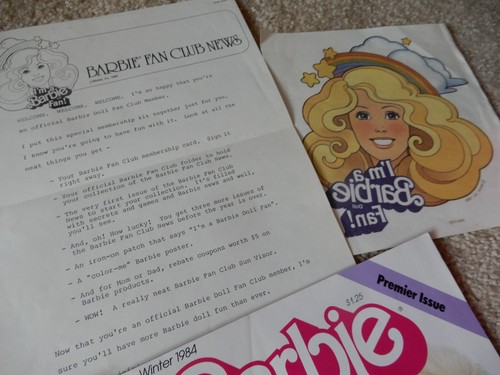 I'm a
Barbie
Fan!
BARBIE FAN CLUB NEWS
WELCOME, WELCOME, WELCOME. I'm so happy that you're
an official Barbie Doll Fan Club Member.
I put this special membership kit together just for you.
I know you're going to have fun with it. Look at all the
neat things you get -
- Your Barbie Fan Club membership card. Sign it
right away.
- Your official Barbie Fan Club folder to hold
your collection of the Barbie Fan Club News.
- The very first issue of the Barbie Fan Club
News to start your collection. It's filled
with secrets and games and Barbie news and well,
you'll see.
- And, oh! How lucky! You get three more issues of
the Barbie Fan Club News before the year is over.
- An iron-on patch that says "I'm a Barbie Doll Fan".
- A "color-me" Barbie poster.
- And for Mom or Dad, rebate coupons worth $5 on
Barbie products.
- WOW! A really neat Barbie Fan Club Sun Visor.
Now that you're an official Barbie Doll Fan Club member, I'm
sure you'll have more Barbie doll fun than ever.
I'm a
Barbie
Doll
Fan!
Premier Issue
$1.25
Winter 1984
Barbie
®